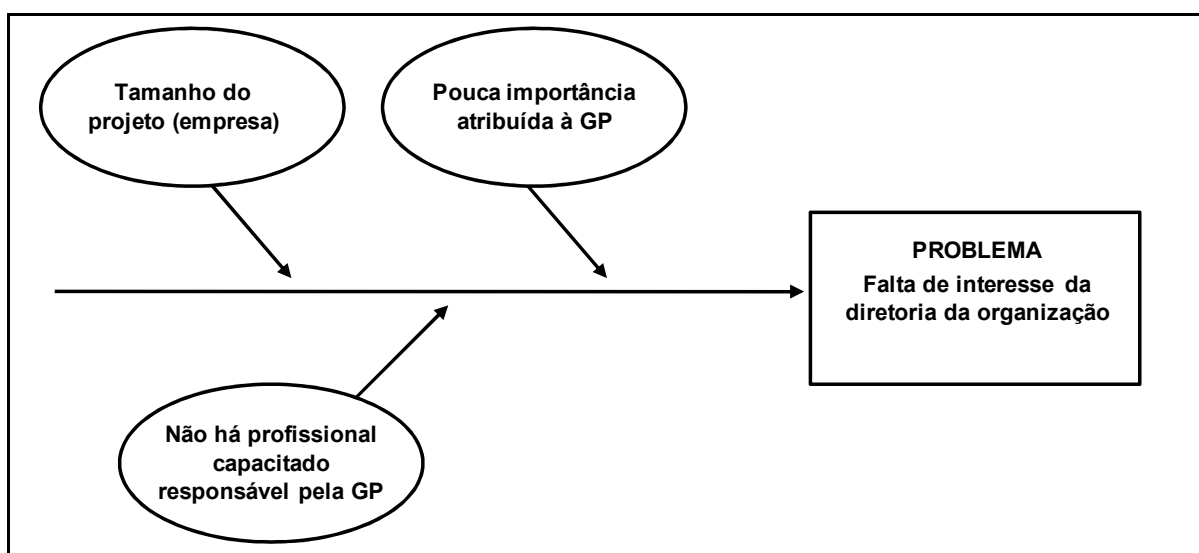 Tamanho do
projeto (empresa)
Pouca importância
atribuída à GP
PROBLEMA
Falta de interesse da
diretoria da organização
Não há profissional
capacitado
responsável pela GP